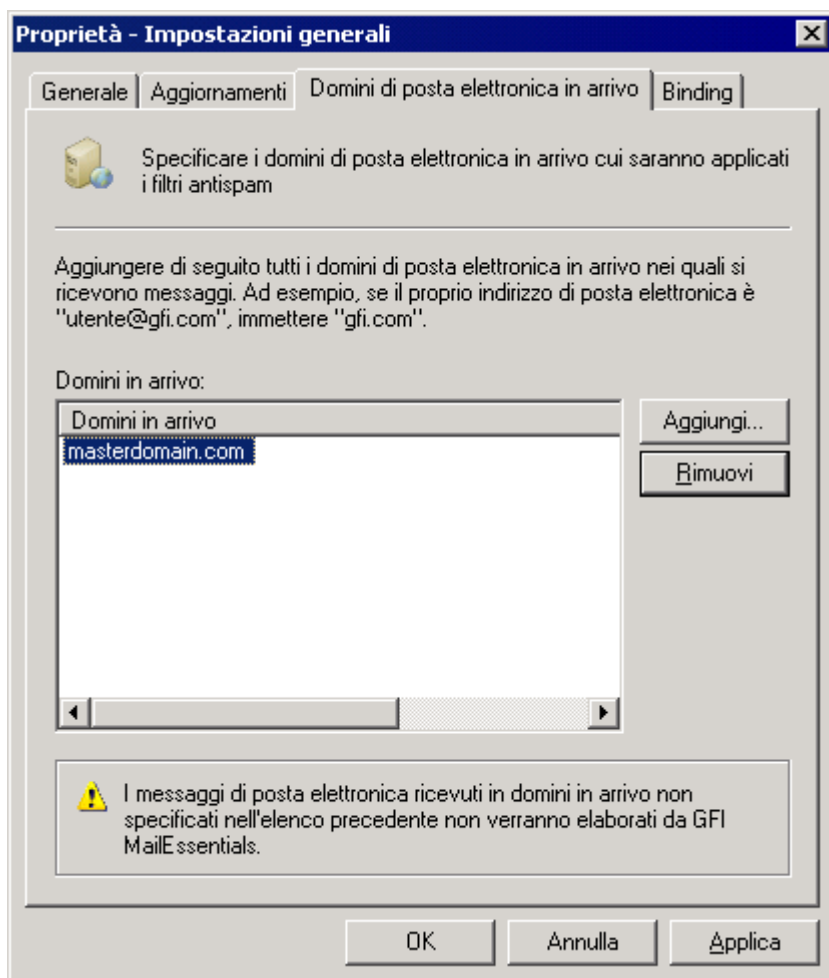 Proprietà - Impostazioni generali
Generale
Aggiornamenti
Domini di posta elettronica in arrivo
Binding
Specificare i domini di posta elettronica in arrivo cui saranno applicati
i filtri antispam
Aggiungere di seguito tutti i domini di posta elettronica in arrivo nei quali si
ricevono messaggi. Ad esempio, se il proprio indirizzo di posta elettronica è
"utente@gfi.com", immettere "gfi.com".
Domini in arrivo:
Domini in arrivo
masterdomain.com
Aggiungi...
Rimuovi
I messaggi di posta elettronica ricevuti in domini in arrivo non
specificati nell'elenco precedente non verranno elaborati da GFI
MailEssentials.
OK
Annulla
Applica